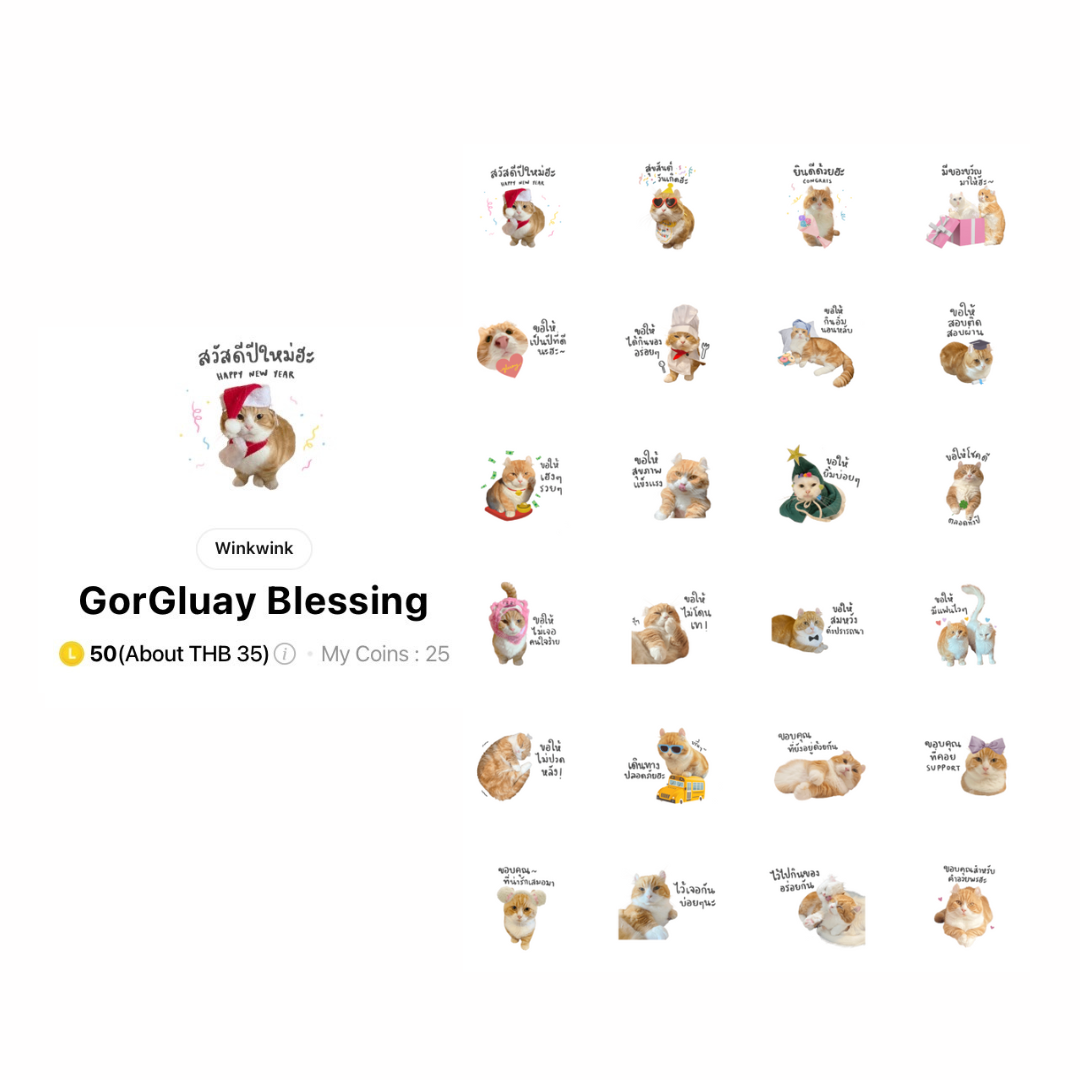 สวัสดีปีใหม่ฮะ
HAPPY NEW YEAR
Winkwink
GorGluay Blessing
L 50(About THB 35) i • My Coins : 25
สวัสดีปีใหม่ฮะ
HAPPY NEW YEAR
สุขสันต์
วันเกิดฮะ
ยินดีด้วยฮะ
CONGRATS
มีของขวัญ
มาให้ฮะ~
ขอให้
เป็นปีที่ดี
นะฮะ~
ขอให้
ได้กินของ
อร่อยๆ
ขอให้
กินอิ่ม
นอนหลับ
ขอให้
สอบติด
สอบผ่าน
ขอให้
เฮงๆ
รวยๆ
ขอให้
สุขภาพ
แข็งแรง
ขอให้
ยิ้มบ่อยๆ
ขอให้โชคดี
ตลอดทั้งปี
ขอให้
ไม่เจอ
คนใจร้าย
ขอให้
ไม่โดน
เท!
ขอให้
สมหวัง
ดั่งปรารถนา
ขอให้
มีแฟนไวๆ
ขอให้
ไม่ปวด
หลัง!
เดินทาง
ปลอดภัยฮะ
ขอบคุณ
ที่ยังอยู่ด้วยกัน
ขอบคุณ
ที่คอย
SUPPORT
ขอบคุณ~
ที่น่ารักเสมอมา
ไว้เจอกัน
บ่อยๆนะ
ไว้ไปกินของ
อร่อยกัน
ขอบคุณสำหรับ
คำอวยพรฮะ